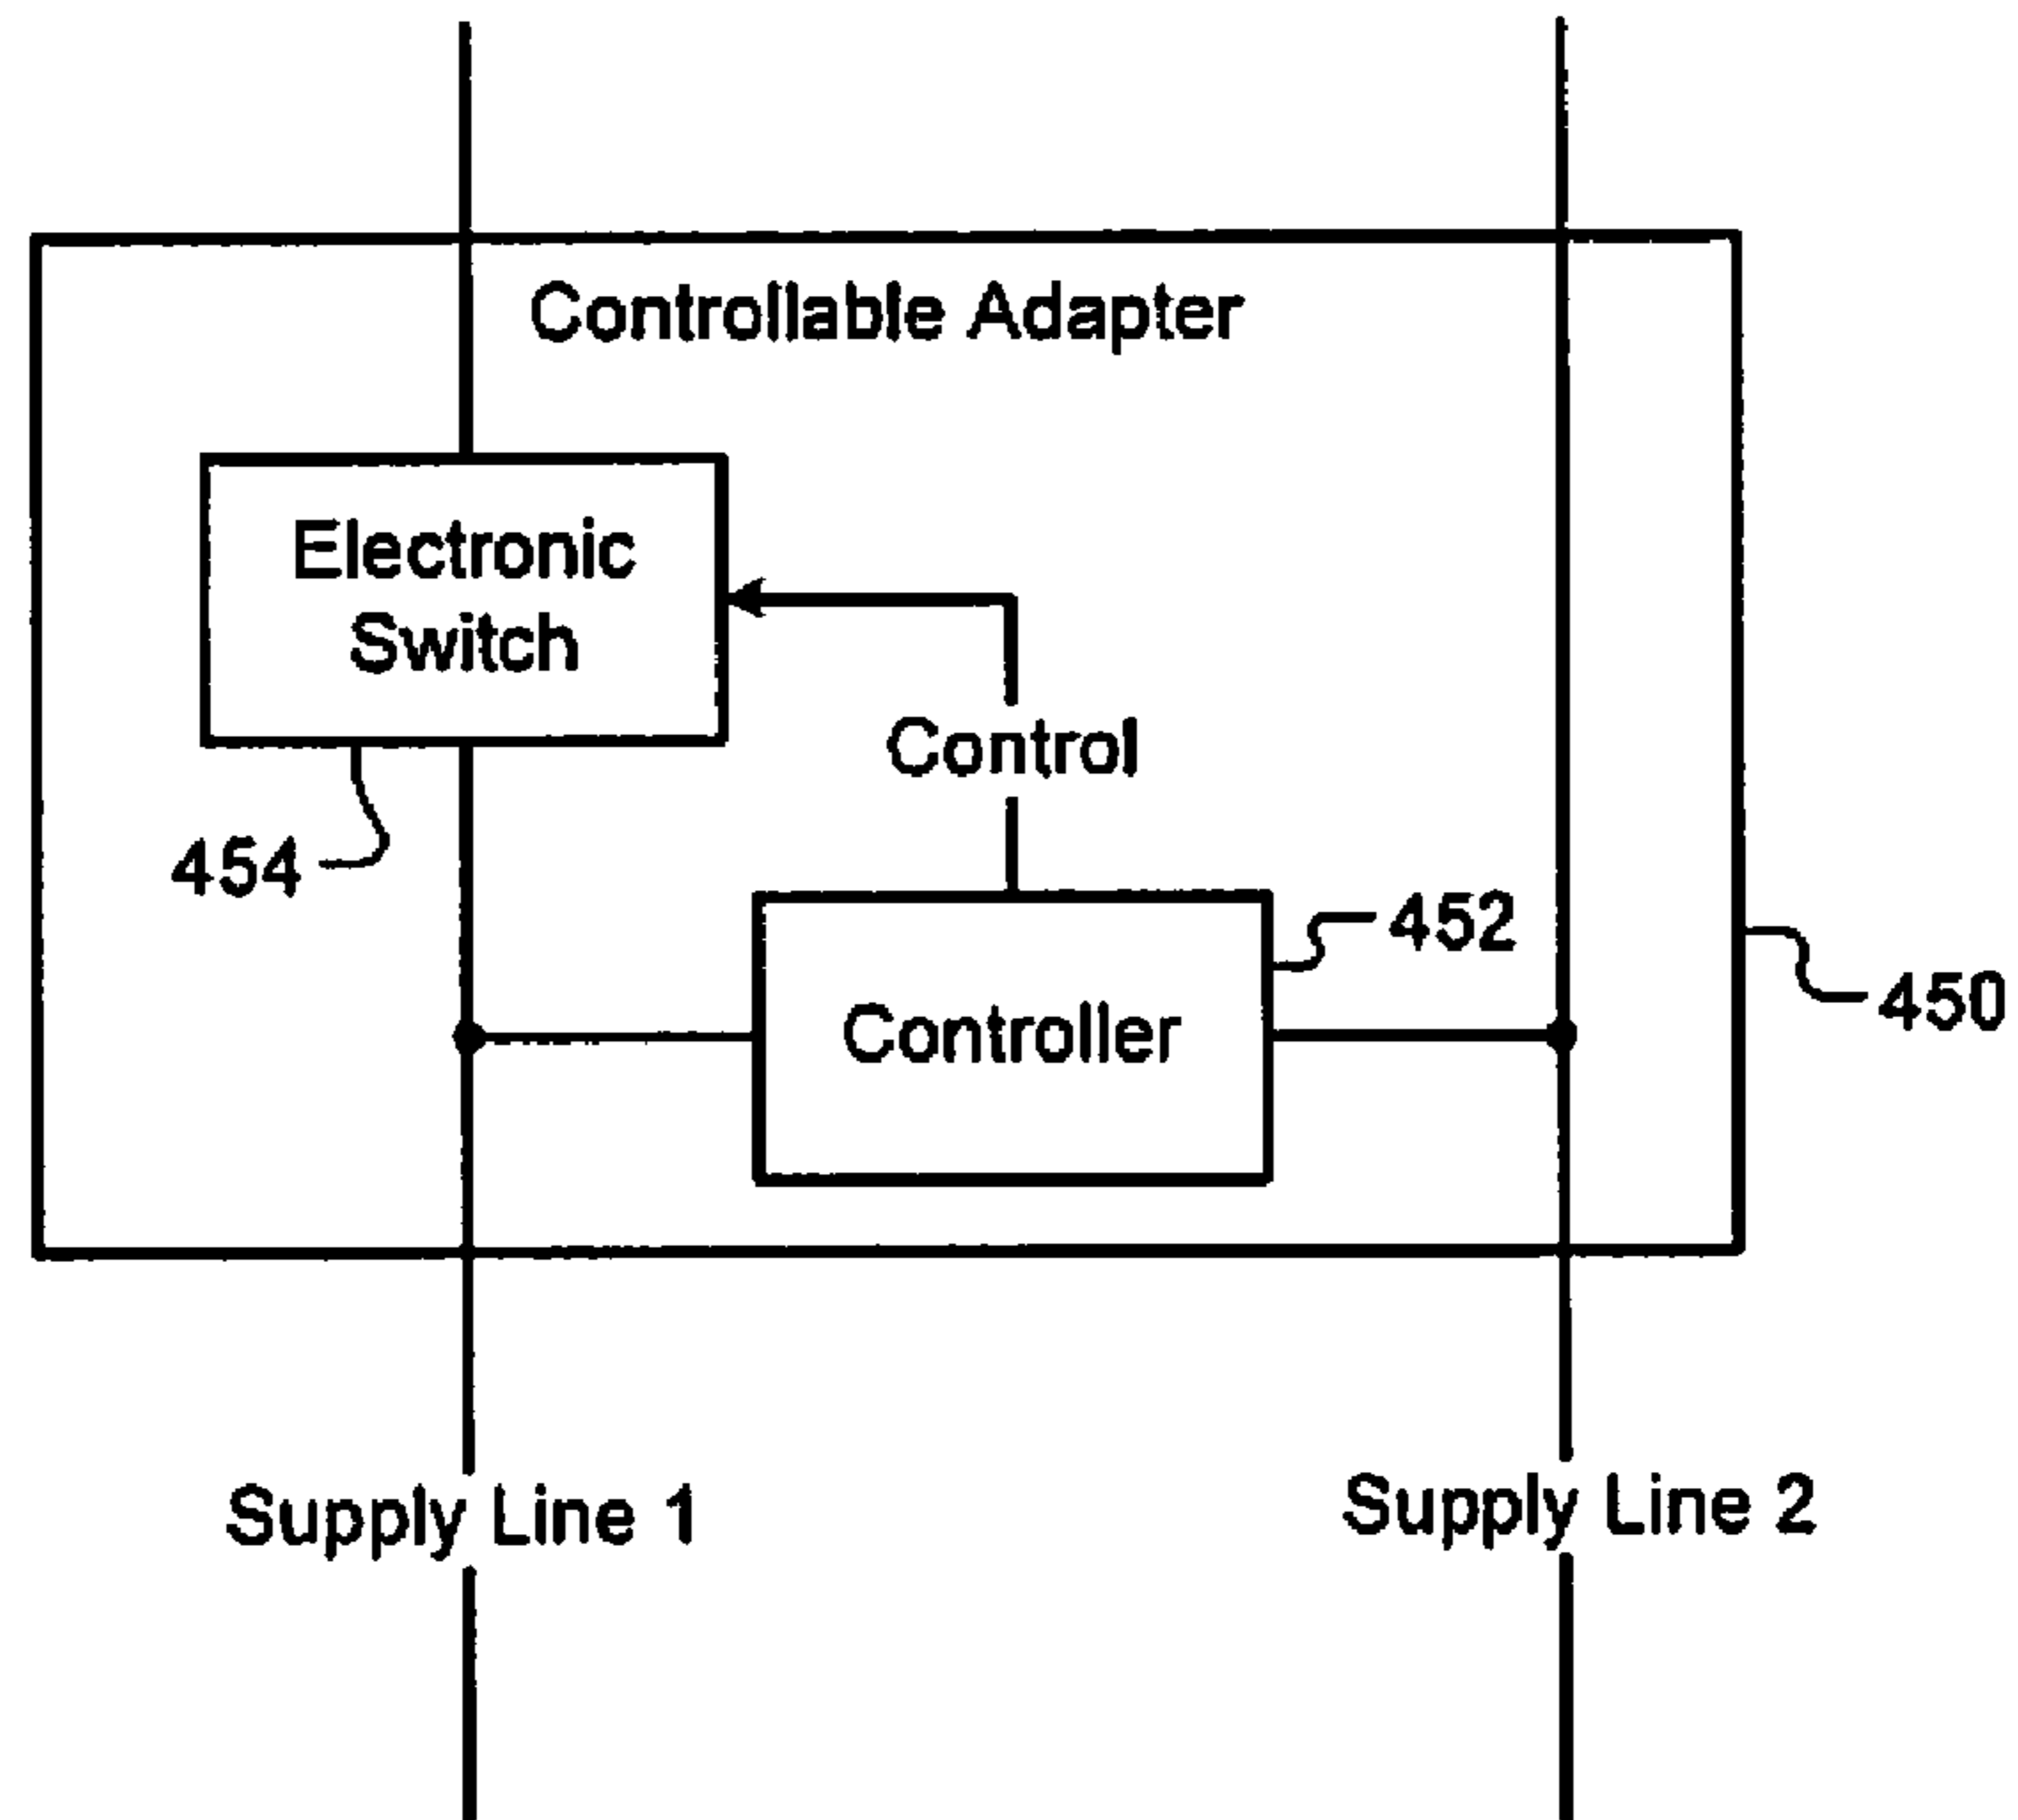 Controllable Adapter
Electronic
Switch
Control
454
452
450
Controller
Supply Line 1
Supply Line 2